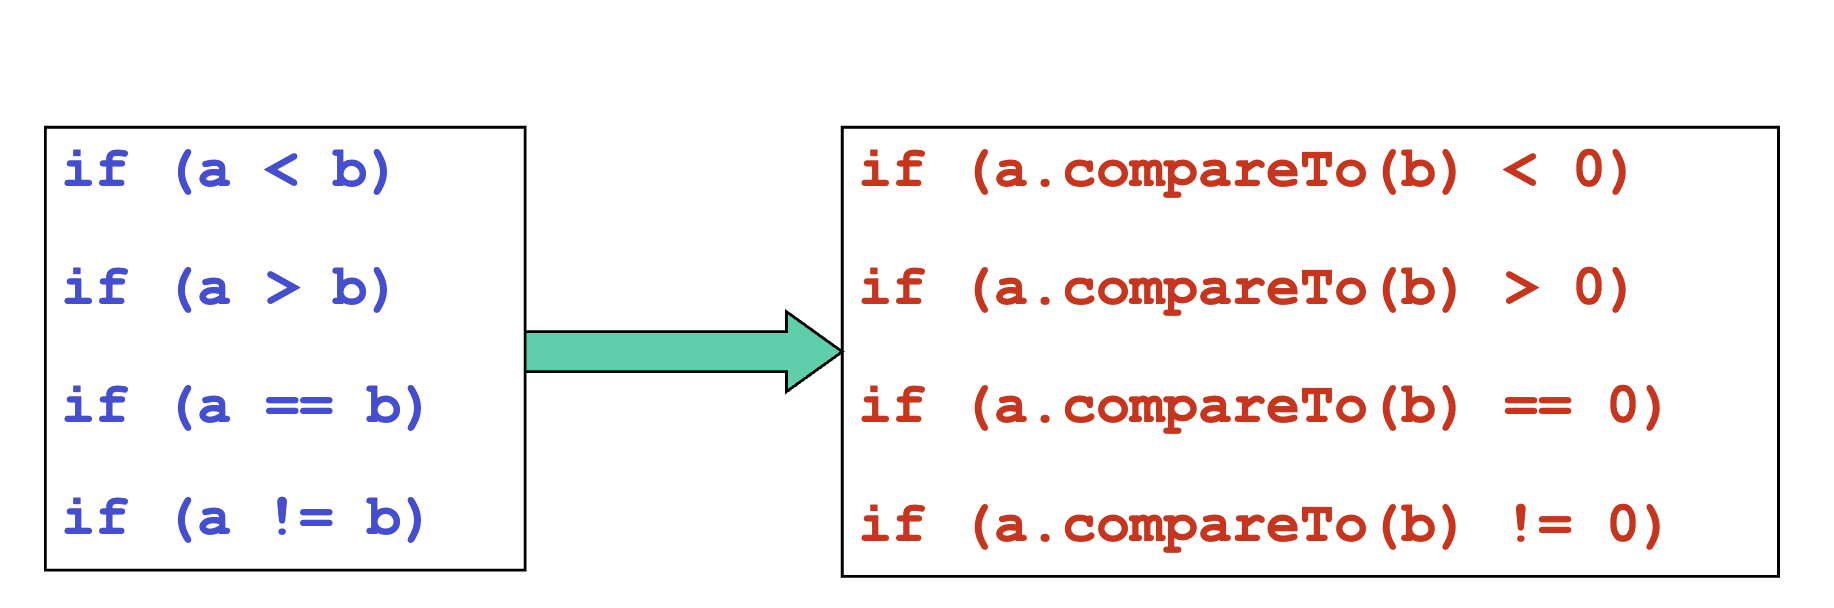 if (a < b)
if (a > b)
if (a == b)
if (a != b)
if (a.compareTo(b) < 0)
if (a.compareTo(b) > 0)
if (a.compareTo(b) == 0)
if (a.compareTo(b) != 0)